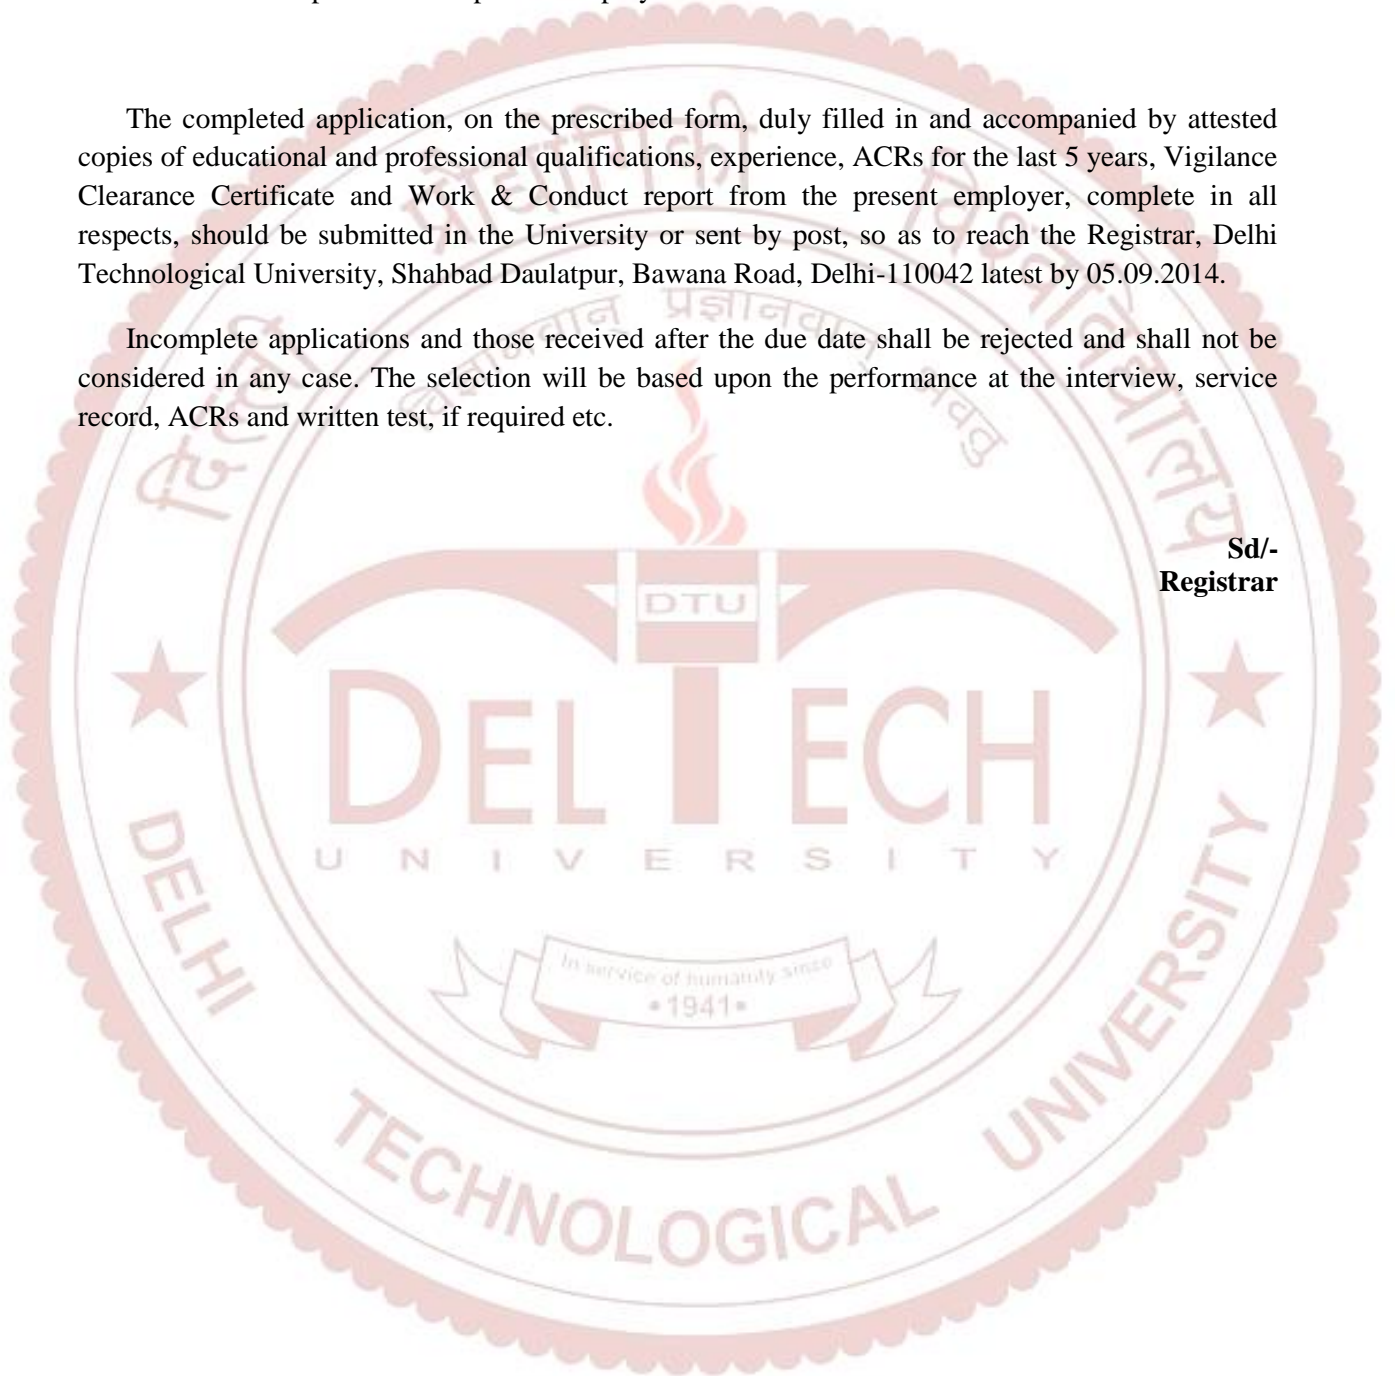 The completed application, on the prescribed form, duly filled in and accompanied by attested
copies of educational and professional qualifications, experience, ACRs for the last 5 years, Vigilance
Clearance Certificate and Work & Conduct report from the present employer, complete in all
respects, should be submitted in the University or sent by post, so as to reach the Registrar, Delhi
Technological University, Shahbad Daulatpur, Bawana Road, Delhi-110042 latest by 05.09.2014.
Incomplete applications and those received after the due date shall be rejected and shall not be
considered in any case. The selection will be based upon the performance at the interview, service
record, ACRs and written test, if required etc.
Sd/-
Registrar
दिल्ली प्रौद्योगिकी विश्वविद्यालय
DTU
DELTECH
UNIVERSITY
In service of humanity since
•1941•
DELHI TECHNOLOGICAL UNIVERSITY